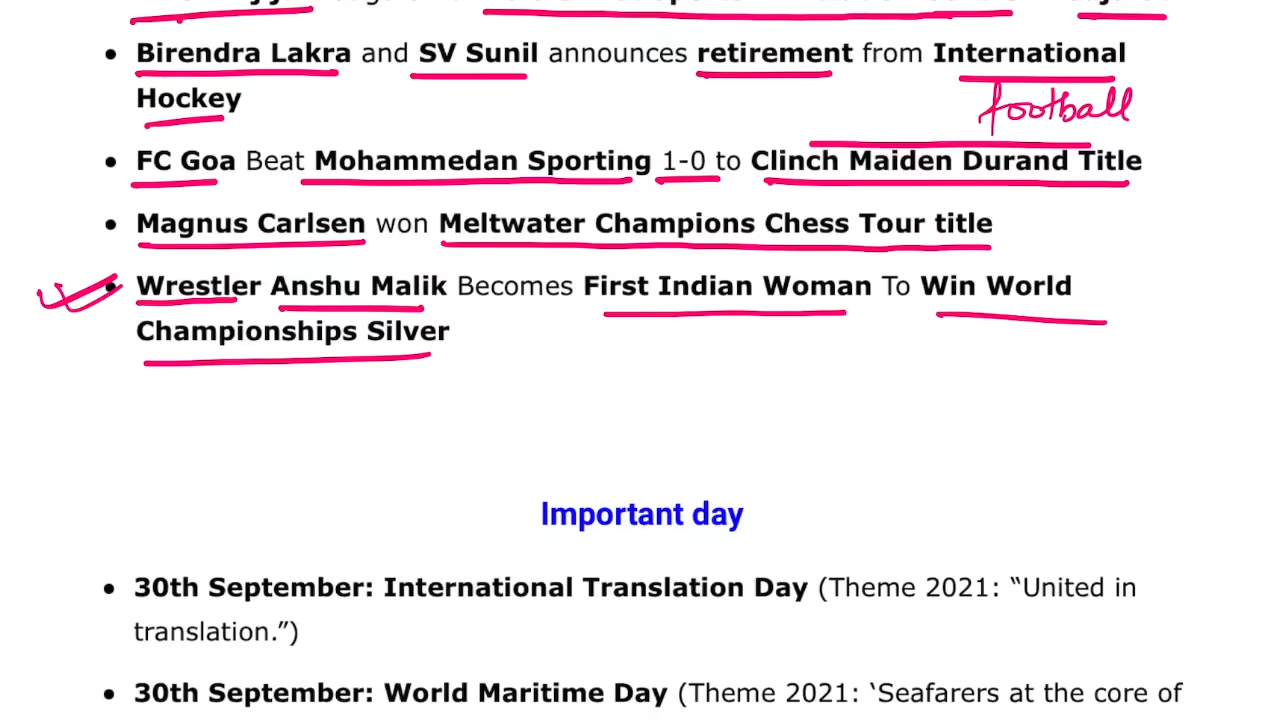 Birendra Lakra and SV Sunil announces retirement from International
Hockey
football
FC Goa Beat Mohammedan Sporting 1-0 to Clinch Maiden Durand Title
Magnus Carlsen won Meltwater Champions Chess Tour title
Wrestler Anshu Malik Becomes First Indian Woman To Win World
Championships Silver
Important day
30th September: International Translation Day (Theme 2021: “United in
translation.”)
30th September: World Maritime Day (Theme 2021: ‘Seafarers at the core of